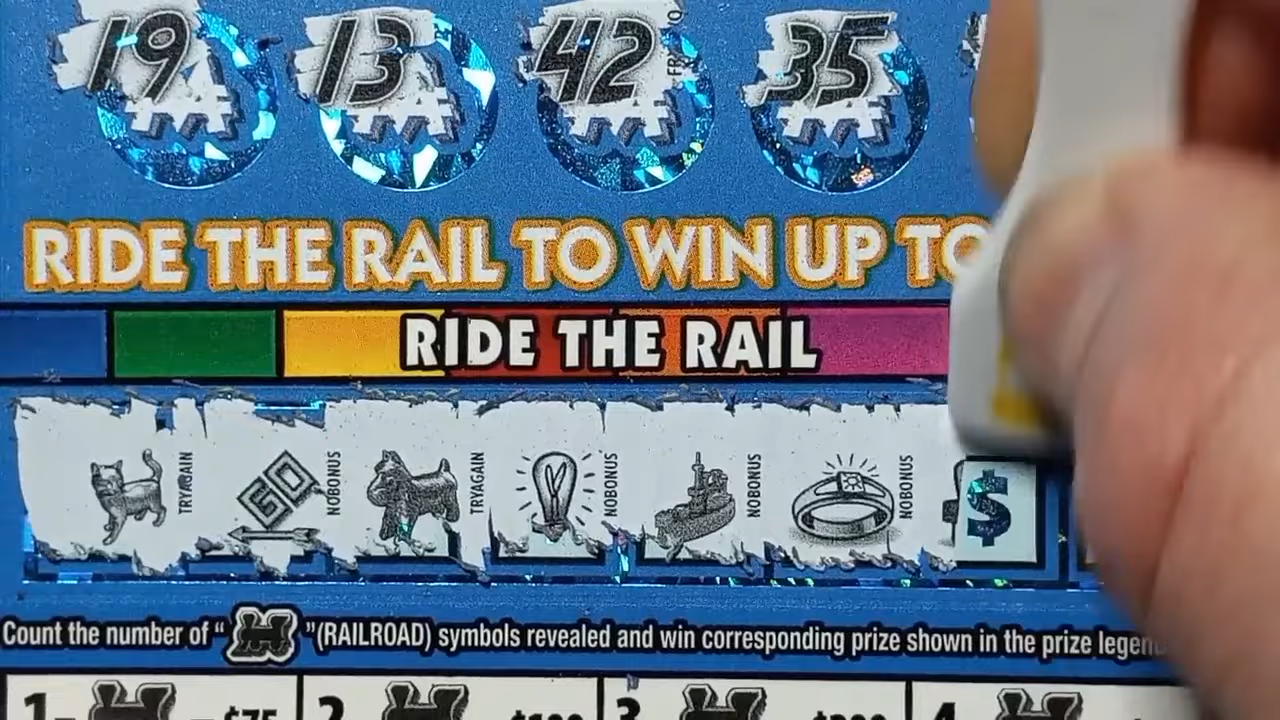 19 13 42 35
RIDE THE RAIL TO WIN UP TO
RIDE THE RAIL
TRYAGAIN GO NOBONUS TRYAGAIN NOBONUS NOBONUS NOBONUS $
Count the number of " "(RAILROAD) symbols revealed and win corresponding prize shown in the prize
1- - $75 2 3 4